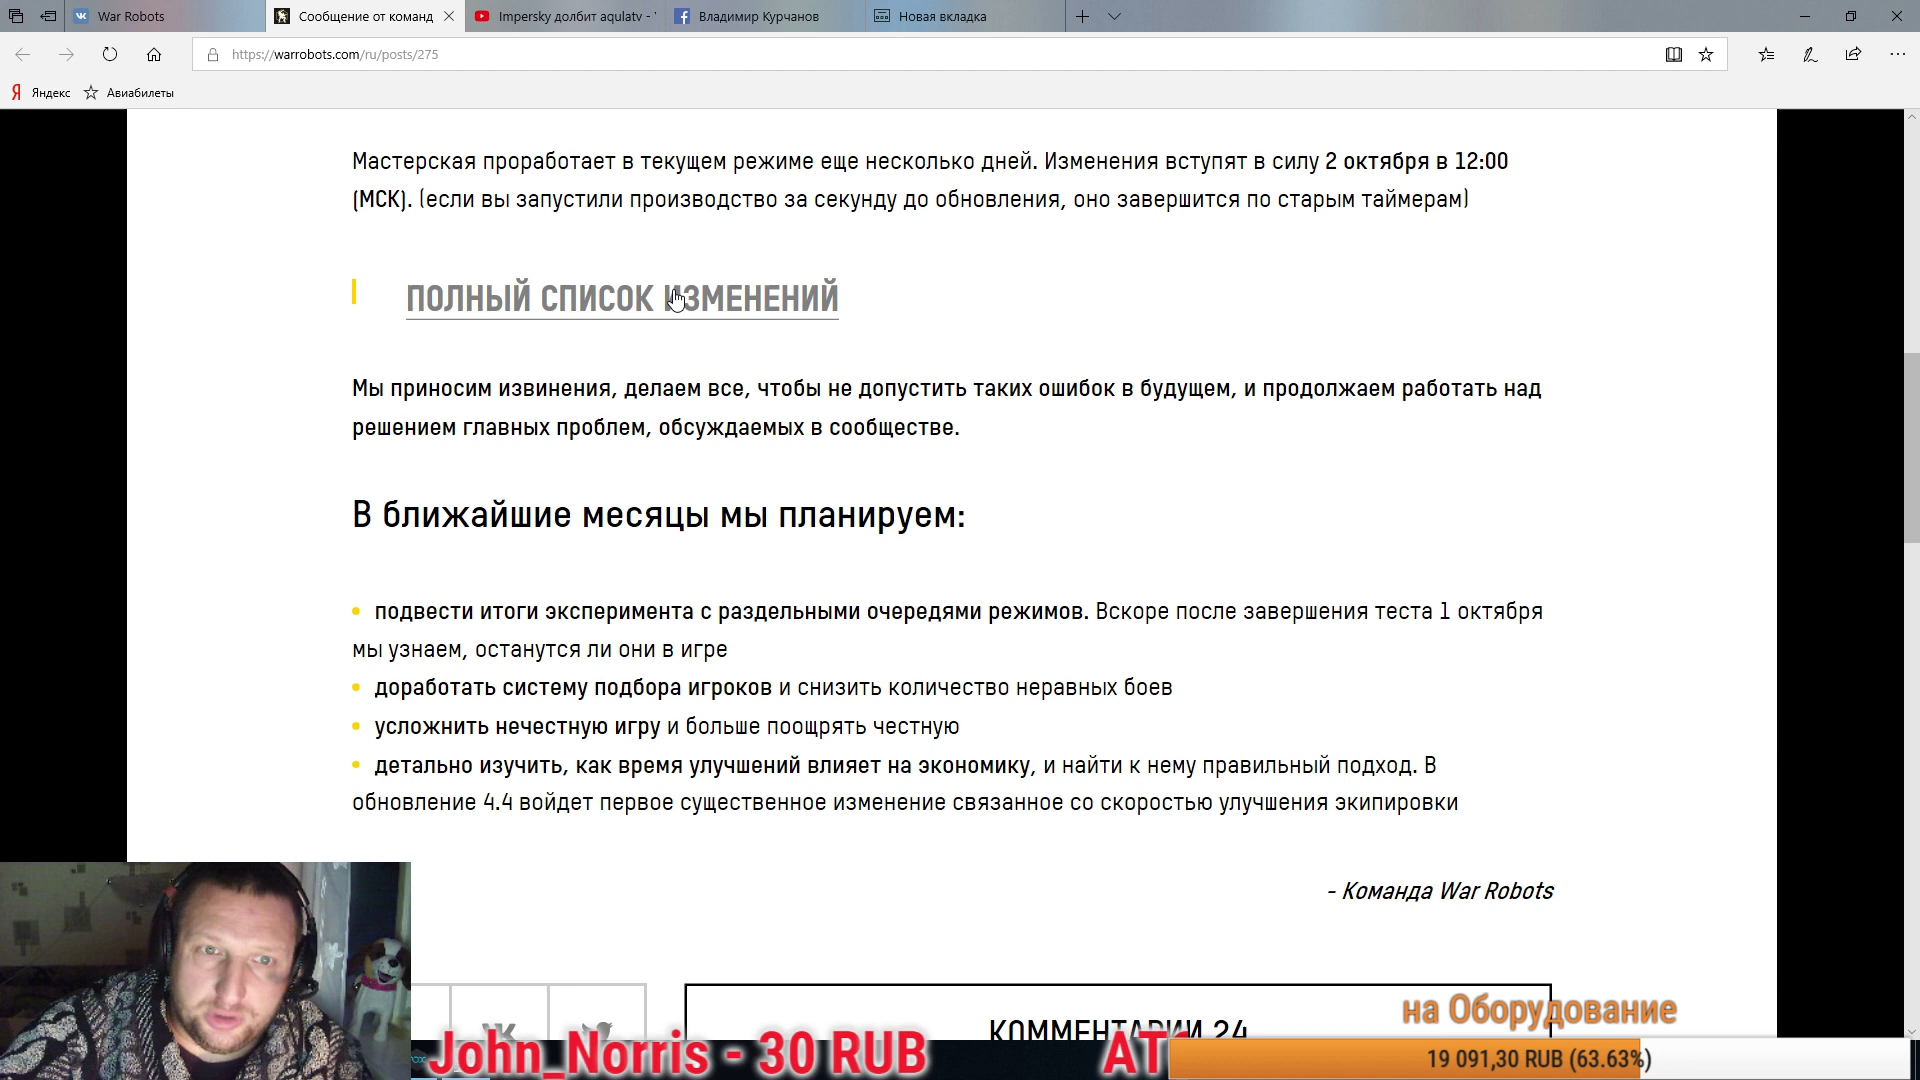 War Robots
Сообщение от команд
Impersky долбит aqulatv -
Владимир Курчанов
Новая вкладка
https://warrobots.com/ru/posts/275
Яндекс
Авиабилеты
Мастерская проработает в текущем режиме еще несколько дней. Изменения вступят в силу 2 октября в 12:00
(МСК). (если вы запустили производство за секунду до обновления, оно завершится по старым таймерам)
ПОЛНЫЙ СПИСОК ИЗМЕНЕНИЙ
Мы приносим извинения, делаем все, чтобы не допустить таких ошибок в будущем, и продолжаем работать над
решением главных проблем, обсуждаемых в сообществе.
В ближайшие месяцы мы планируем:
• подвести итоги эксперимента с раздельными очередями режимов. Вскоре после завершения теста 1 октября
мы узнаем, останутся ли они в игре
• доработать систему подбора игроков и снизить количество неравных боев
• усложнить нечестную игру и больше поощрять честную
• детально изучить, как время улучшений влияет на экономику, и найти к нему правильный подход. В
обновление 4.4 войдет первое существенное изменение связанное со скоростью улучшения экипировки
- Команда War Robots
КОММЕНТАРИИ 24
на Оборудование
John_Norris - 30 RUB
19 091,30 RUB (63.63%)